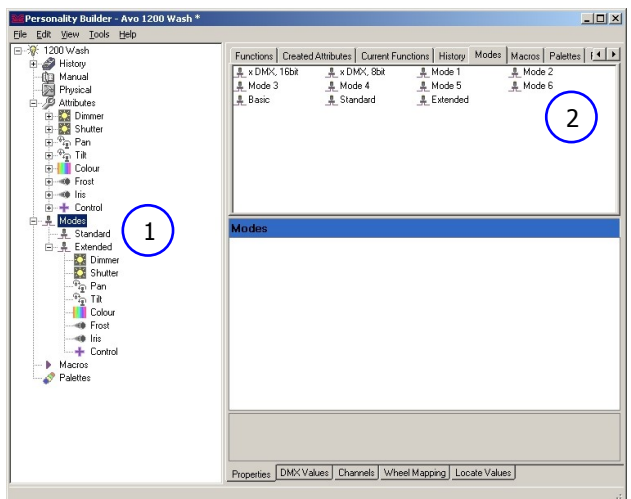 Personality Builder - Avo 1200 Wash *
File Edit View Tools Help
1200 Wash
History
Manual
Physical
Attributes
Dimmer
Shutter
Pan
Tilt
Colour
Frost
Iris
Control
Modes
Standard
Extended
Dimmer
Shutter
Pan
Tilt
Colour
Frost
Iris
Control
Macros
Palettes
1
Functions Created Attributes Current Functions History Modes Macros Palettes
x DMX, 16bit x DMX, 8bit Mode 1 Mode 2
Mode 3 Mode 4 Mode 5 Mode 6
Basic Standard Extended
2
Modes
Properties DMX Values Channels Wheel Mapping Locate Values